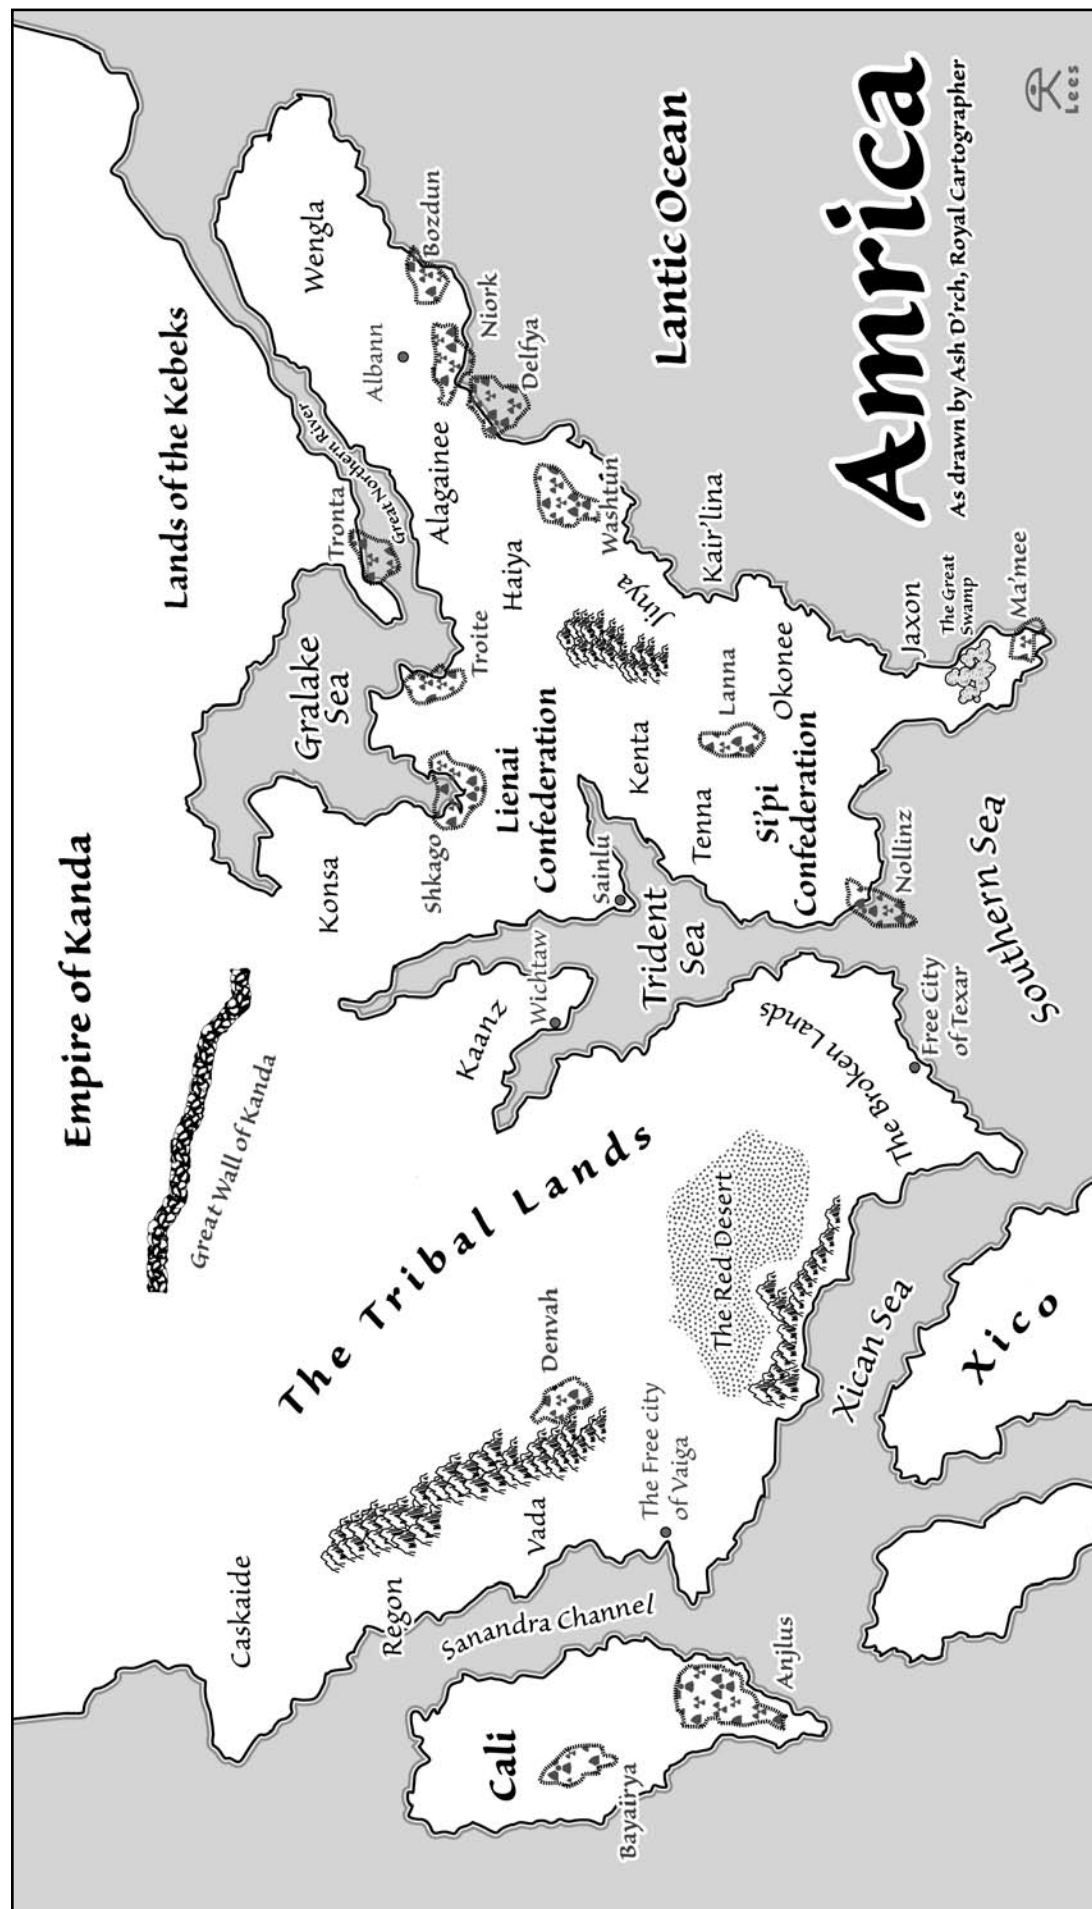 Empire of Kanda
Lands of the Kebeks
Great Wall of Kanda
Caskaide
Konsa
Gralake
Sea
Tronta
Great Northern River
Wengla
Albann
Bozdun
Niork
Delfya
Alagainee
Regon
The Tribal Lands
Kaanz
Wichtaw
Shkago
Lienai
Confederation
Troite
Haiya
Washtún
Lantic Ocean
Sanandra Channel
Vada
Denvah
Cali
Bayairya
Anjlus
The Free city
of Vaiga
The Red Desert
Trident
Sea
Sainlu
Kenta
Jinya
Kair'lina
Tenna
Lanna
Okonee
Si'pi
Confederation
The Broken Lands
Free City
of Texar
Nollinz
Jaxon
The Great
Swamp
Ma'mee
Southern Sea
Xican Sea
Xico
Amrica
As drawn by Ash D'rch, Royal Cartographer
Lees